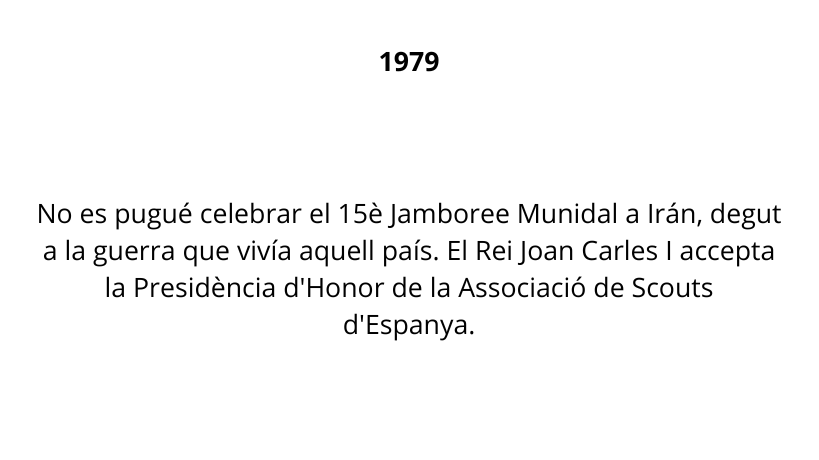 1979
No es pugué celebrar el 15è Jamboree Munidal a Irán, degut
a la guerra que vivía aquell país. El Rei Joan Carles I accepta
la Presidència d'Honor de la Associació de Scouts
d'Espanya.